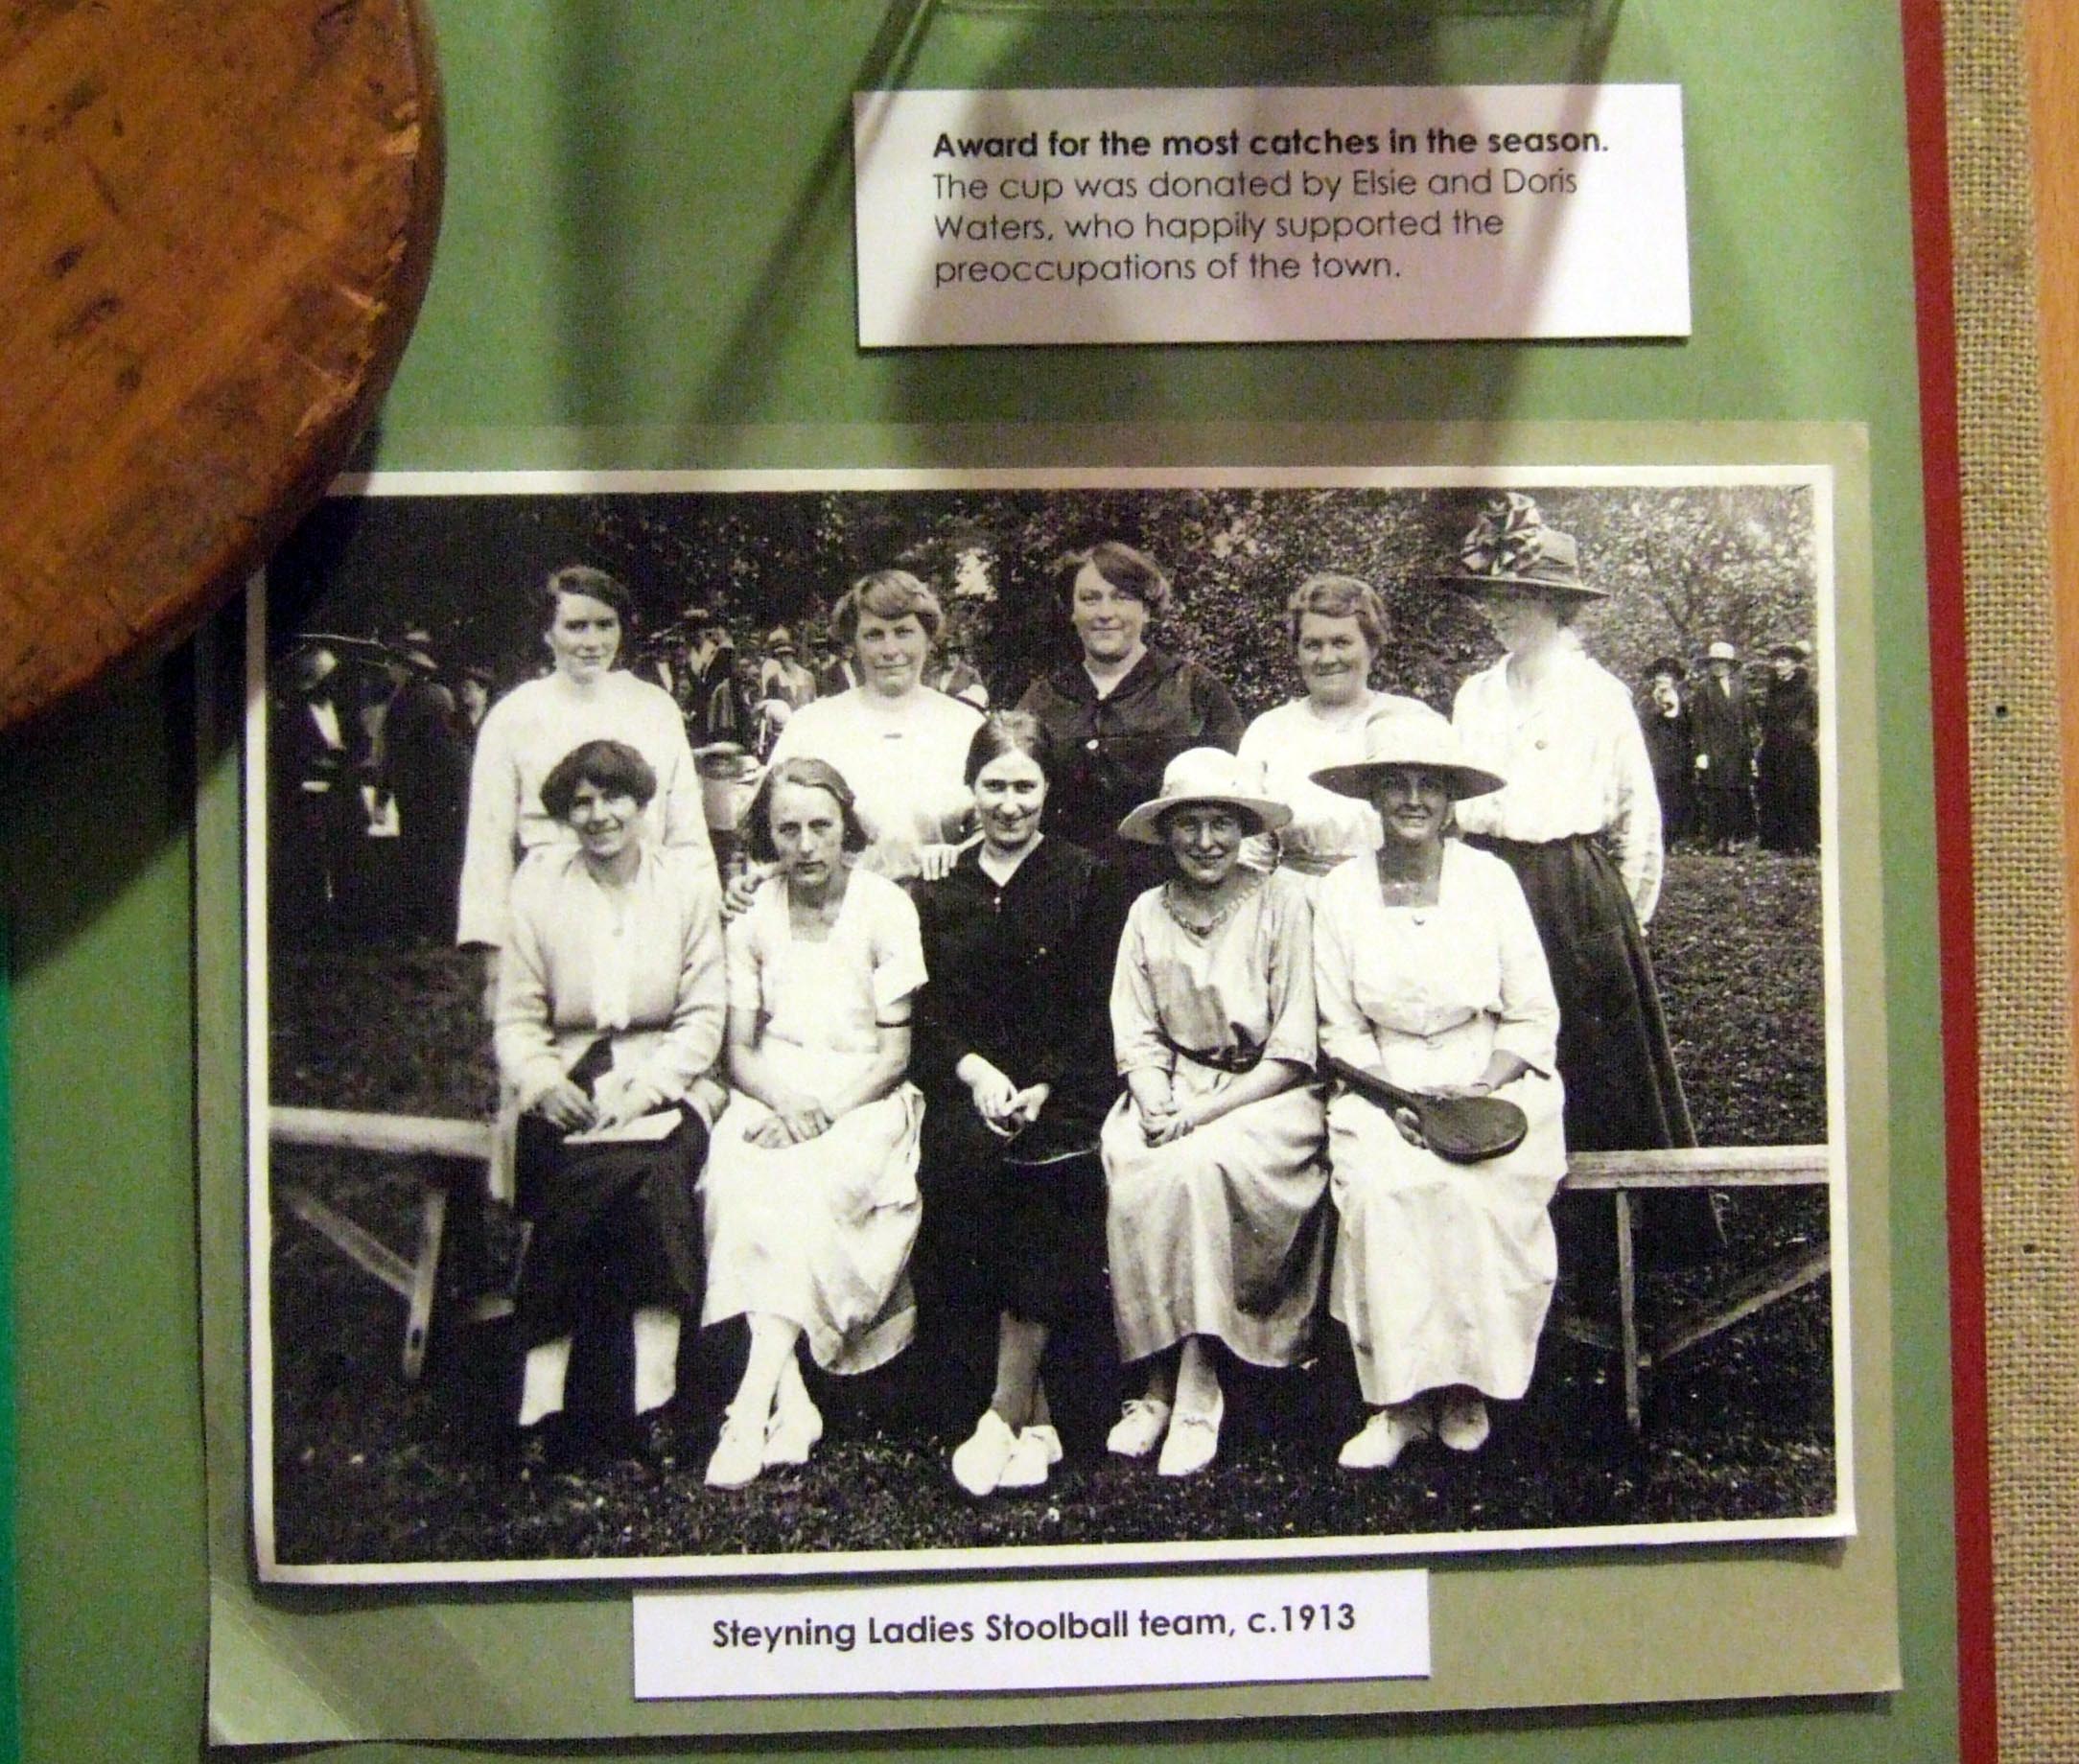 Award for the most catches in the season.
The cup was donated by Elsie and Doris
Waters, who happily supported the
preoccupations of the town.
Steyning Ladies Stoolball team, c.1913